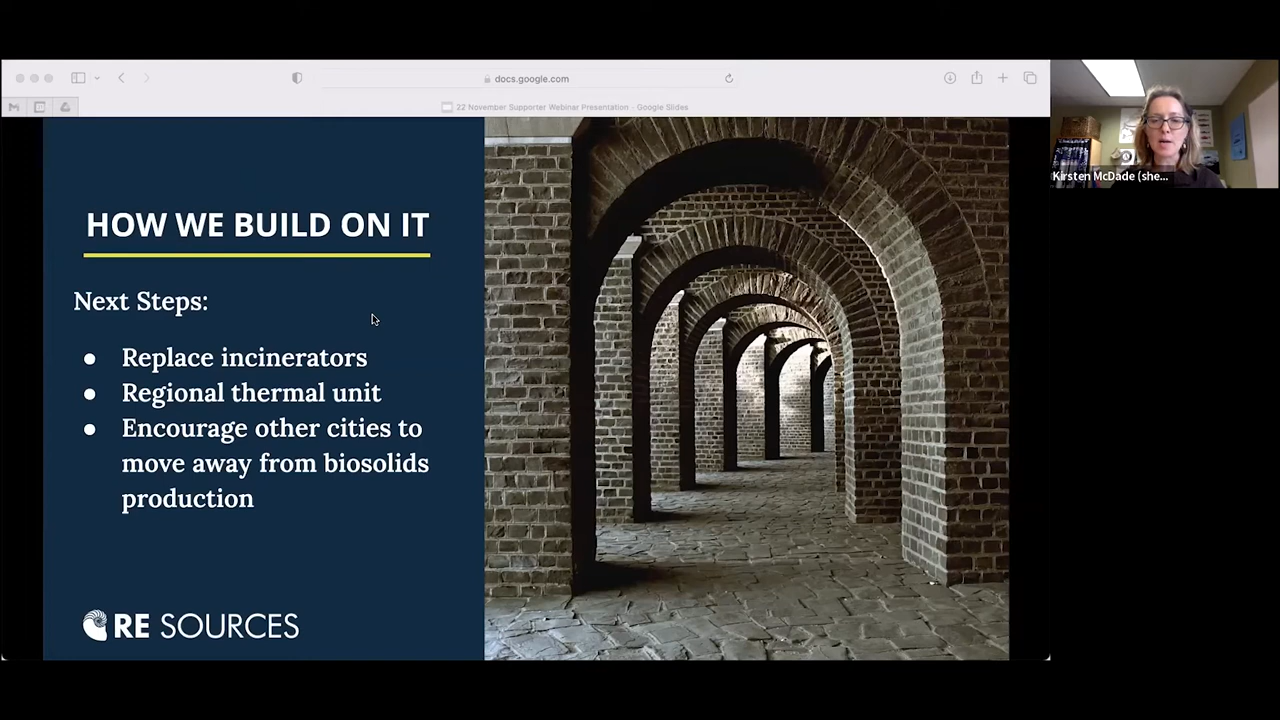 docs.google.com
22 November Supporter Webinar Presentation - Google Slides
HOW WE BUILD ON IT
Next Steps:
● Replace incinerators
● Regional thermal unit
● Encourage other cities to
move away from biosolids
production
RE SOURCES
Kirsten McDade (she...